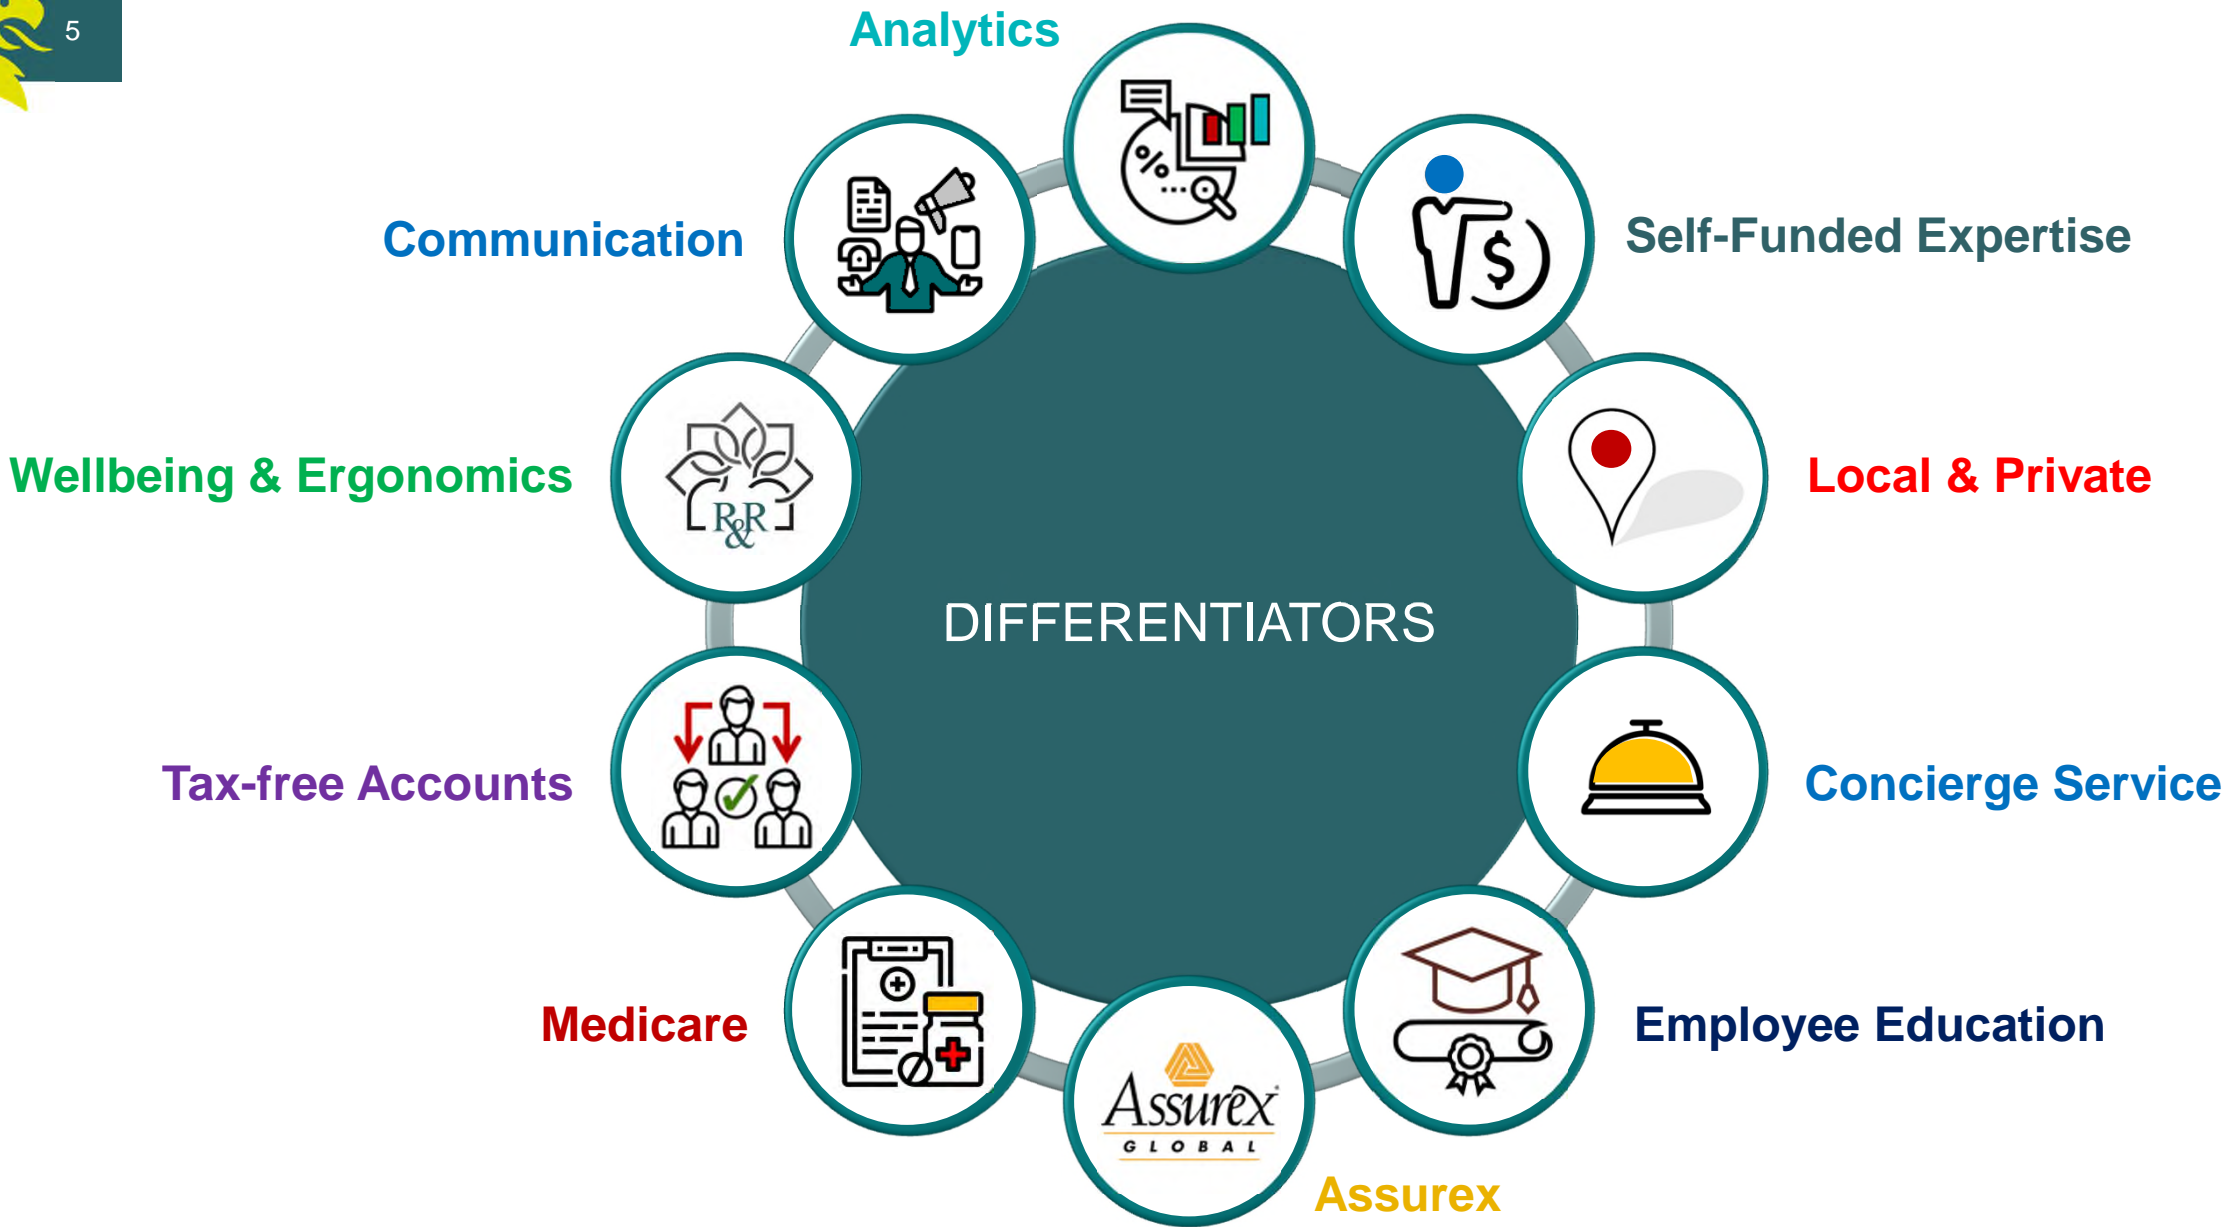 5
Analytics
Communication
Self-Funded Expertise
Wellbeing & Ergonomics
R&R
Local & Private
DIFFERENTIATORS
Tax-free Accounts
Concierge Service
Medicare
Employee Education
ASSUREX
GLOBAL
Assurex
%
$